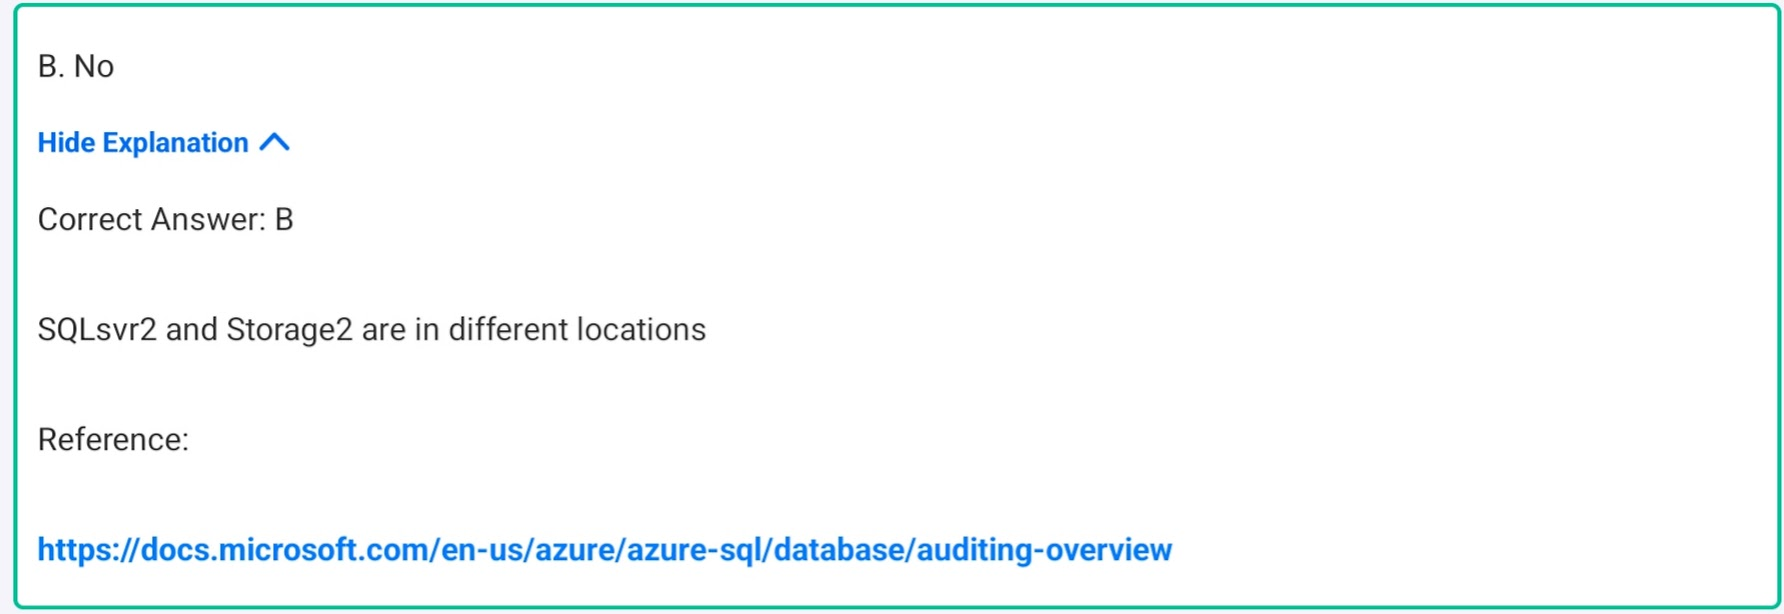 B. No
Hide Explanation
Correct Answer: B
SQLsvr2 and Storage2 are in different locations
Reference:
https://docs.microsoft.com/en-us/azure/azure-sql/database/auditing-overview